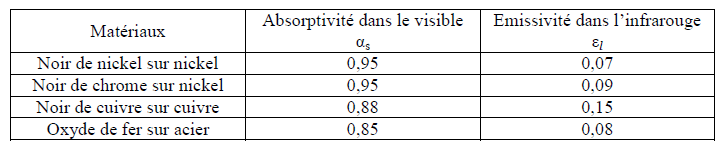 Matériaux Absorptivité dans le visible Emissivité dans l'infrarouge
αs εl
Noir de nickel sur nickel 0,95 0,07
Noir de chrome sur nickel 0,95 0,09
Noir de cuivre sur cuivre 0,88 0,15
Oxyde de fer sur acier 0,85 0,08